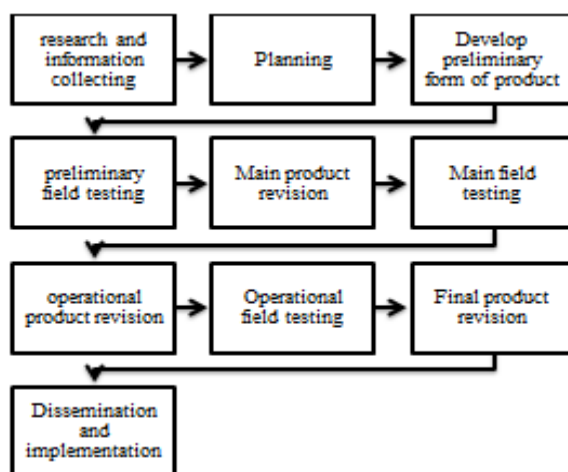 research and
information
collecting
Planning
Develop
preliminary
form of product
preliminary
field testing
Main product
revision
Main field
testing
operational
product revision
Operational
field testing
Final product
revision
Dissemination
and
implementation